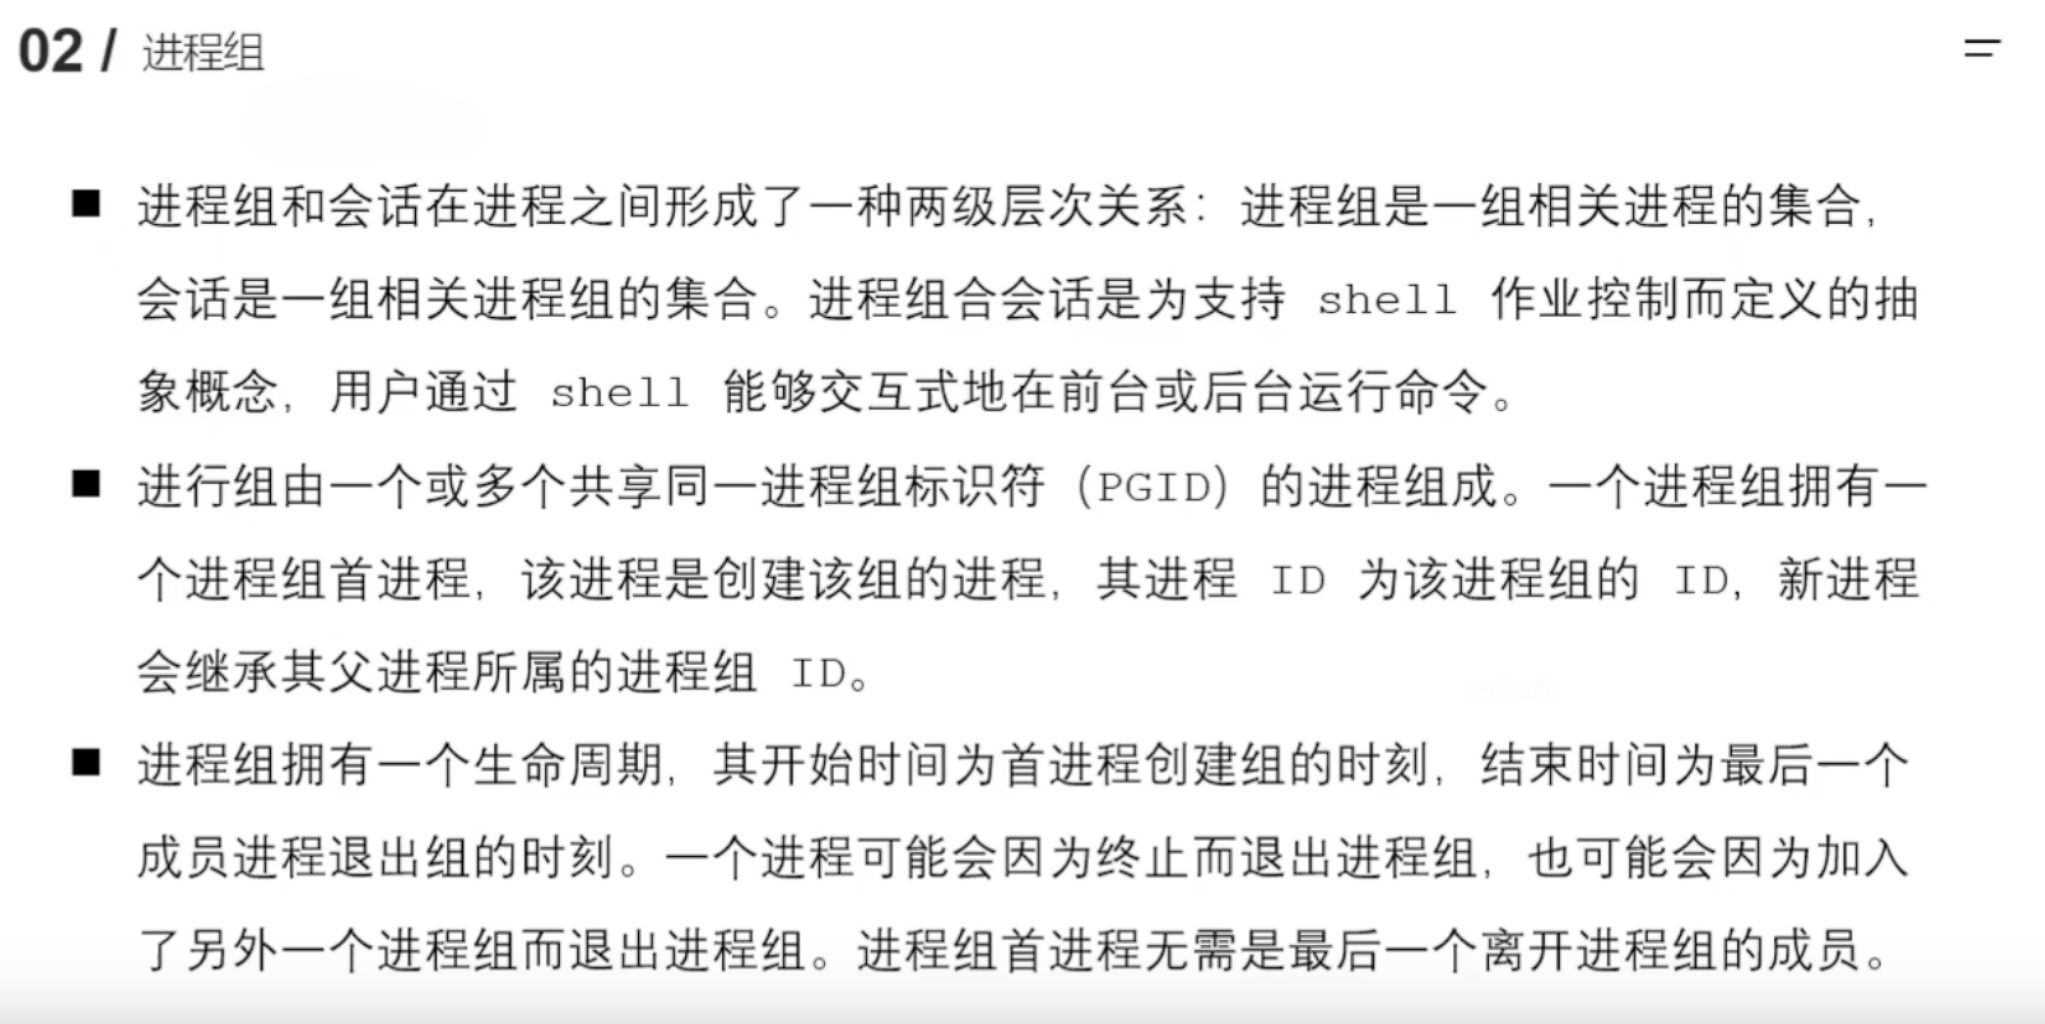 02 / 进程组
■ 进程组和会话在进程之间形成了一种两级层次关系：进程组是一组相关进程的集合，
会话是一组相关进程组的集合。进程组合会话是为支持 shell 作业控制而定义的抽
象概念，用户通过 shell 能够交互式地在前台或后台运行命令。
■ 进行组由一个或多个共享同一进程组标识符（PGID）的进程组成。一个进程组拥有一
个进程组首进程，该进程是创建该组的进程，其进程 ID 为该进程组的 ID，新进程
会继承其父进程所属的进程组 ID。
■ 进程组拥有一个生命周期，其开始时间为首进程创建组的时刻，结束时间为最后一个
成员进程退出组的时刻。一个进程可能会因为终止而退出进程组，也可能会因为加入
了另外一个进程组而退出进程组。进程组首进程无需是最后一个离开进程组的成员。